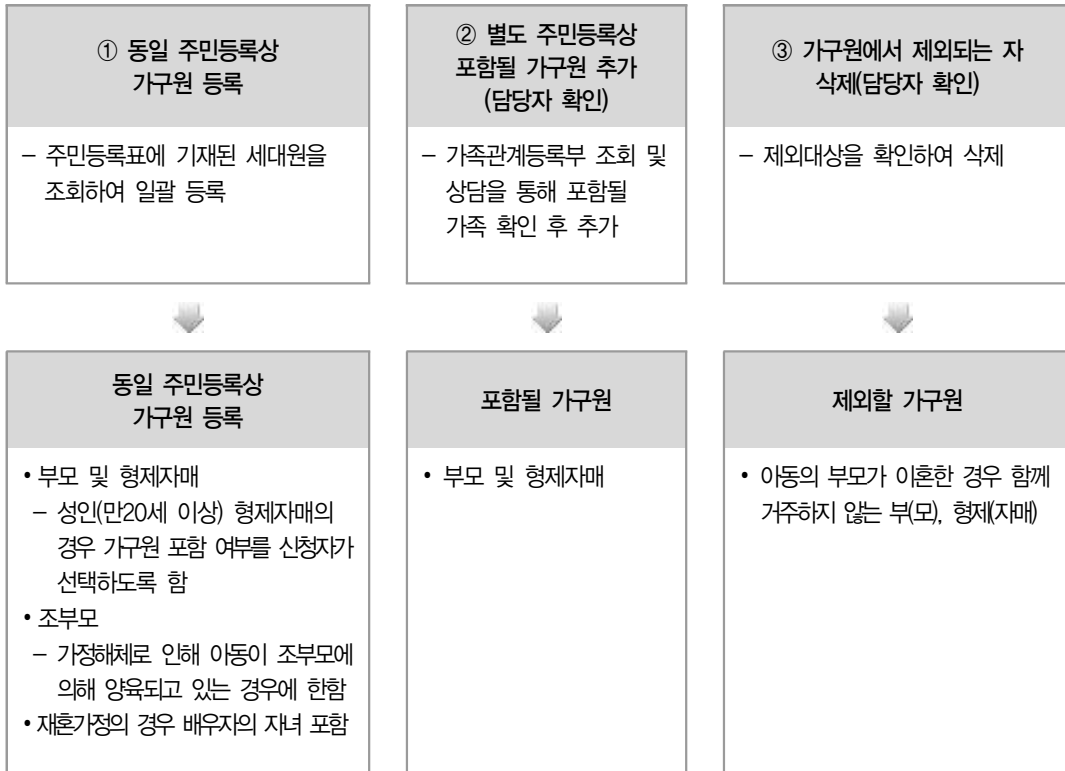 ① 동일 주민등록상
가구원 등록
– 주민등록표에 기재된 세대원을
조회하여 일괄 등록
② 별도 주민등록상
포함될 가구원 추가
(담당자 확인)
– 가족관계등록부 조회 및
상담을 통해 포함될
가족 확인 후 추가
③ 가구원에서 제외되는 자
삭제(담당자 확인)
– 제외대상을 확인하여 삭제
동일 주민등록상
가구원 등록
• 부모 및 형제자매
– 성인(만20세 이상) 형제자매의
경우 가구원 포함 여부를 신청자가
선택하도록 함
• 조부모
– 가정해체로 인해 아동이 조부모에
의해 양육되고 있는 경우에 한함
• 재혼가정의 경우 배우자의 자녀 포함
포함될 가구원
• 부모 및 형제자매
제외할 가구원
• 아동의 부모가 이혼한 경우 함께
거주하지 않는 부(모), 형제(자매)